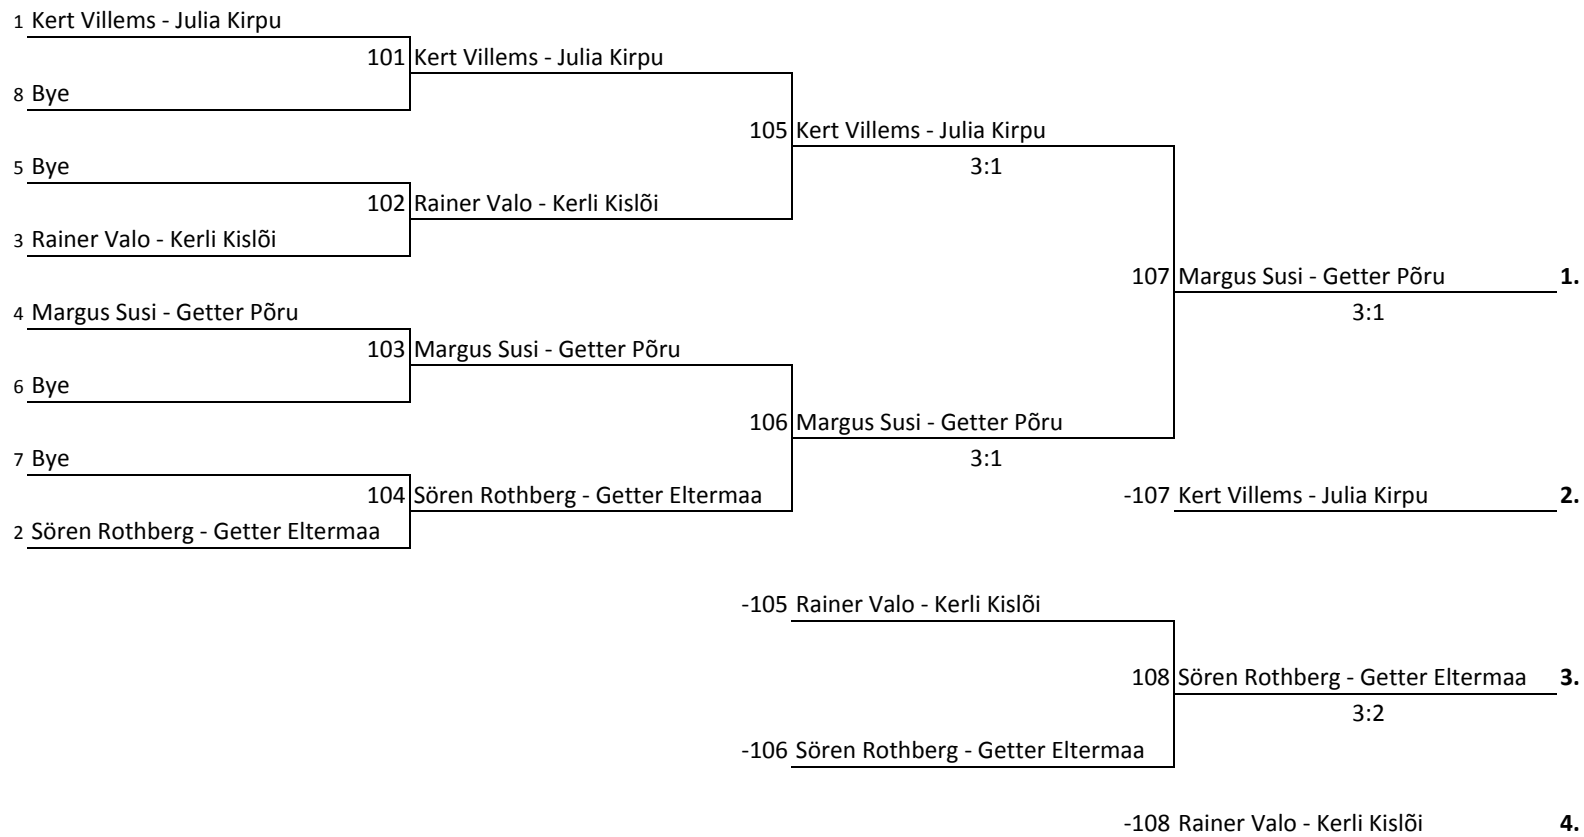 1 Kert Villems - Julia Kirpu
101 Kert Villems - Julia Kirpu
8 Bye
105 Kert Villems - Julia Kirpu
5 Bye
3:1
102 Rainer Valo - Kerli Kislõi
3 Rainer Valo - Kerli Kislõi
107 Margus Susi - Getter Põru 1.
4 Margus Susi - Getter Põru
3:1
103 Margus Susi - Getter Põru
6 Bye
106 Margus Susi - Getter Põru
7 Bye
3:1
104 Sören Rothberg - Getter Eltermaa
-107 Kert Villems - Julia Kirpu 2.
2 Sören Rothberg - Getter Eltermaa
-105 Rainer Valo - Kerli Kislõi
108 Sören Rothberg - Getter Eltermaa 3.
3:2
-106 Sören Rothberg - Getter Eltermaa
-108 Rainer Valo - Kerli Kislõi 4.